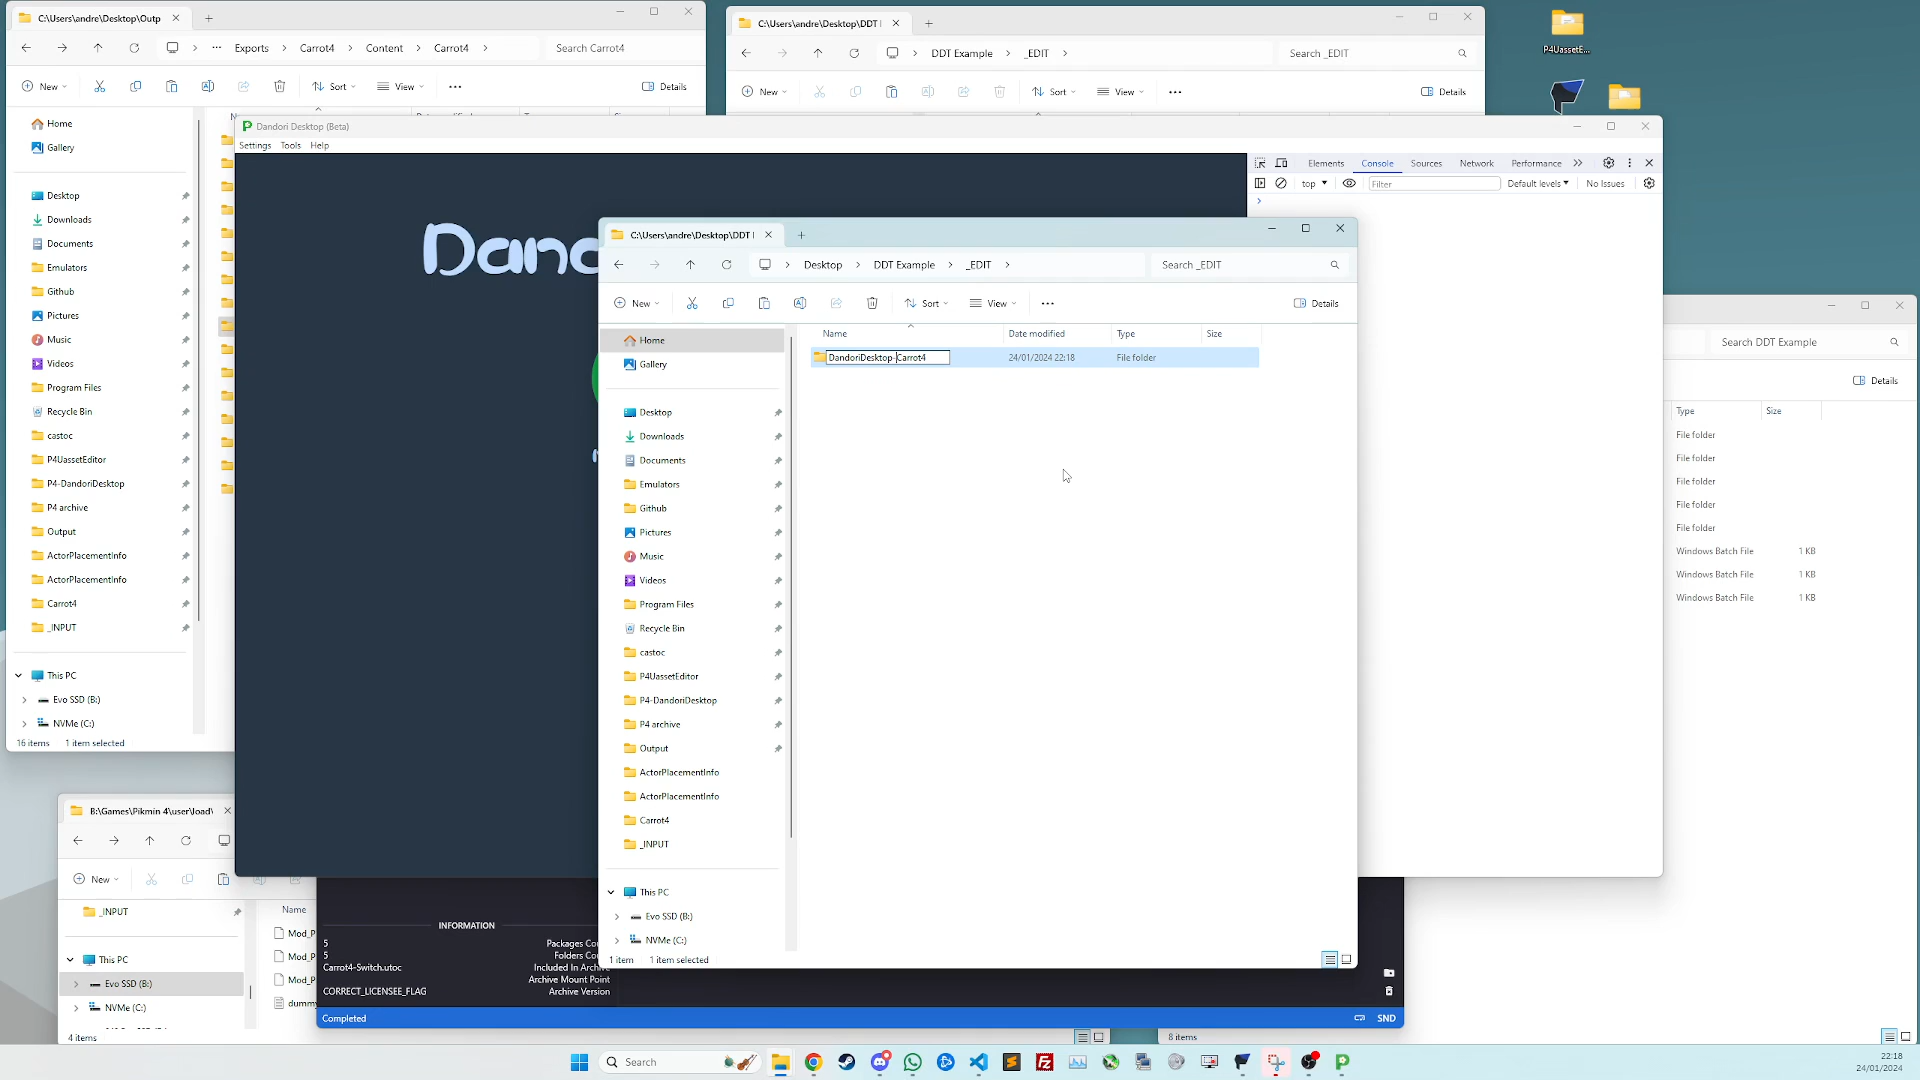 C:\Users\andre\Desktop\Outp
Exports
Carrot4
Content
Carrot4
Search Carrot4
New
Sort
View
Details
Home
Gallery
Desktop
Downloads
Documents
Emulators
Github
Pictures
Music
Videos
Program Files
Recycle Bin
castoc
P4UassetEditor
P4-DandoriDesktop
P4 archive
Output
ActorPlacementInfo
ActorPlacementInfo
Carrot4
_INPUT
This PC
Evo SSD (B:)
NVMe (C:)
16 items
1 item selected
C:\Users\andre\Desktop\DDT
DDT Example
_EDIT
Search _EDIT
New
Sort
View
Details
P4UassetE...
Dandori Desktop (Beta)
Settings Tools Help
Dand
Elements
Console
Sources
Network
Performance
top
Filter
Default levels
No Issues
C:\Users\andre\Desktop\DDT
Desktop
DDT Example
_EDIT
Search _EDIT
New
Sort
View
Details
Name
Date modified
Type
Size
DandoriDesktop-Carrot4
24/01/2024 22:18
File folder
Home
Gallery
Desktop
Downloads
Documents
Emulators
Github
Pictures
Music
Videos
Program Files
Recycle Bin
castoc
P4UassetEditor
P4-DandoriDesktop
P4 archive
Output
ActorPlacementInfo
ActorPlacementInfo
Carrot4
_INPUT
This PC
Evo SSD (B:)
NVMe (C:)
1 item
1 item selected
Search DDT Example
Details
Type
Size
File folder
File folder
File folder
File folder
File folder
Windows Batch File 1 KB
Windows Batch File 1 KB
Windows Batch File 1 KB
8 items
B:\Games\Pikmin 4\user\load\
New
_INPUT
This PC
Evo SSD (B:)
NVMe (C:)
Name
Mod_P
Mod_P
Mod_P
dummy
4 items
INFORMATION
5 Packages Cou
5 Folders Cou
Carrot4-Switch.utoc Included In Archive
Archive Mount Point
CORRECT_LICENSEE_FLAG Archive Version
Completed
SND
Search
22:18
24/01/2024